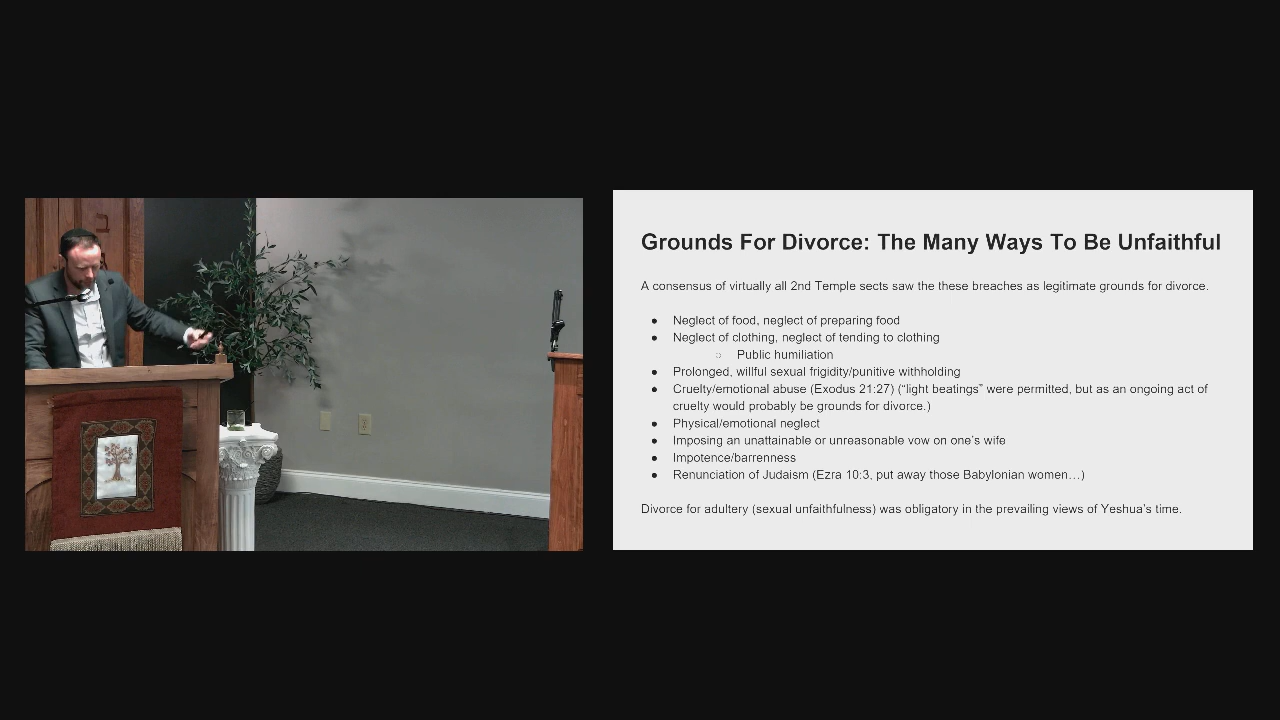 Grounds For Divorce: The Many Ways To Be Unfaithful
A consensus of virtually all 2nd Temple sects saw the these breaches as legitimate grounds for divorce.
● Neglect of food, neglect of preparing food
● Neglect of clothing, neglect of tending to clothing
○ Public humiliation
● Prolonged, willful sexual frigidity/punitive withholding
● Cruelty/emotional abuse (Exodus 21:27) (“light beatings” were permitted, but as an ongoing act of
cruelty would probably be grounds for divorce.)
● Physical/emotional neglect
● Imposing an unattainable or unreasonable vow on one’s wife
● Impotence/barrenness
● Renunciation of Judaism (Ezra 10:3, put away those Babylonian women…)
Divorce for adultery (sexual unfaithfulness) was obligatory in the prevailing views of Yeshua’s time.